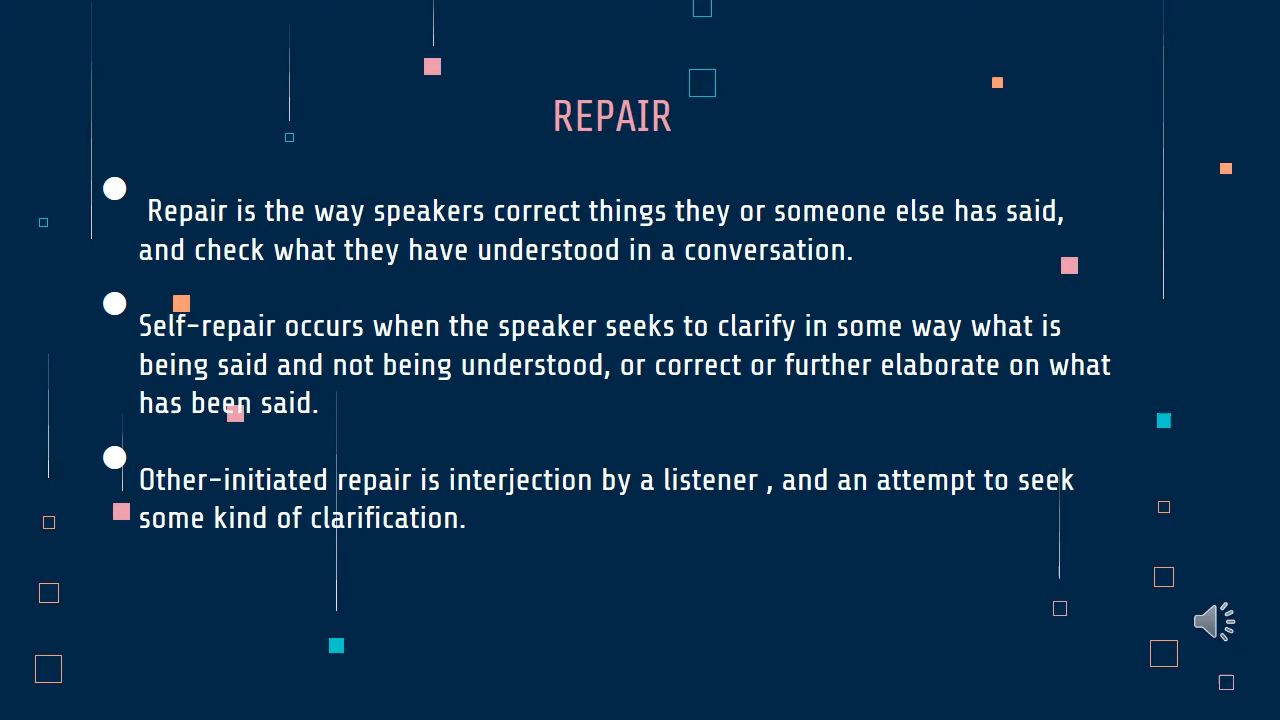 REPAIR
Repair is the way speakers correct things they or someone else has said,
and check what they have understood in a conversation.
Self-repair occurs when the speaker seeks to clarify in some way what is
being said and not being understood, or correct or further elaborate on what
has been said.
Other-initiated repair is interjection by a listener , and an attempt to seek
some kind of clarification.